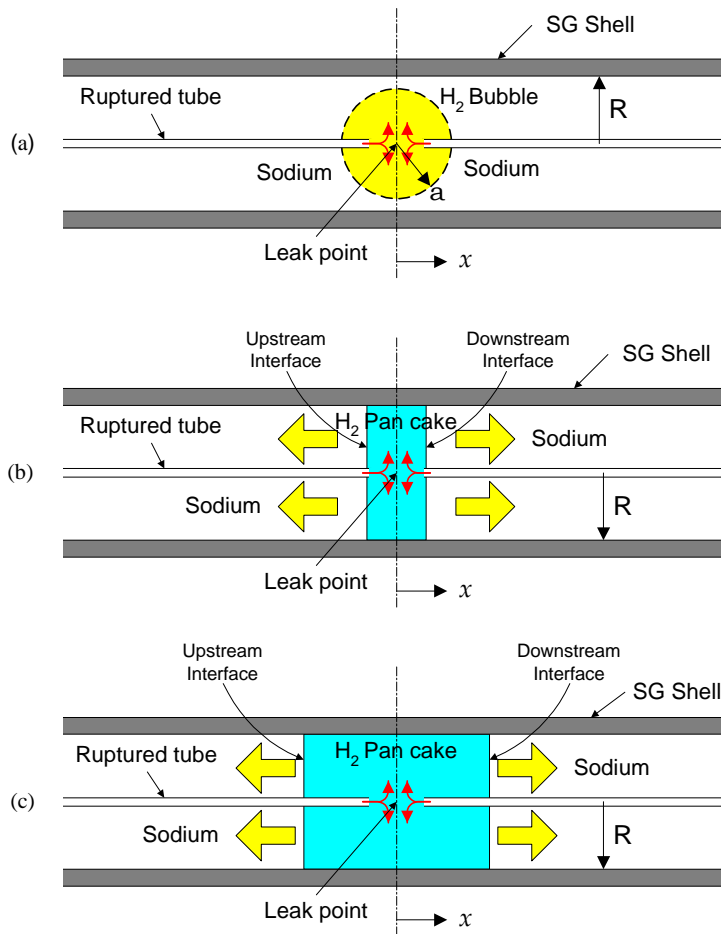 SG Shell
Ruptured tube
H2 Bubble
R
(a)
Sodium
Sodium
a
Leak point
x
Upstream
Interface
Downstream
Interface
SG Shell
H2 Pan cake
Ruptured tube
Sodium
(b)
Sodium
R
Leak point
x
Upstream
Interface
Downstream
Interface
SG Shell
H2 Pan cake
Ruptured tube
Sodium
(c)
Sodium
R
Leak point
x